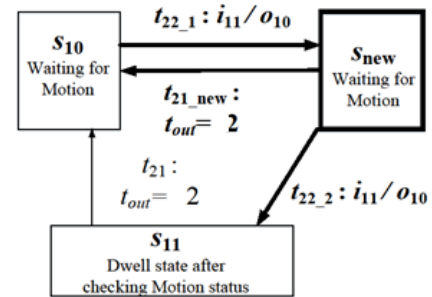 t22_1 : i11/ o10
s10
Waiting for
Motion
snew
Waiting for
Motion
t21_new :
tout= 2
t21 :
tout= 2
t22_2 : i11/ o10
s11
Dwell state after
checking Motion status